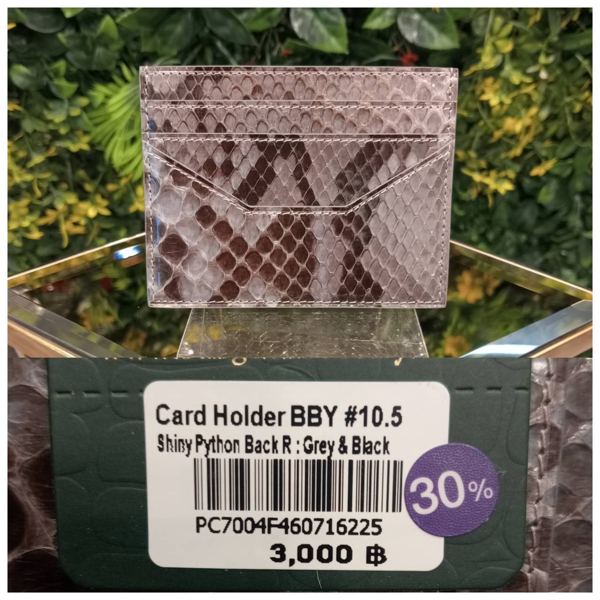 Card Holder BBY #10.5
Shiny Python Back R : Grey & Black
30%
PC7004F460716225
3,000 ฿